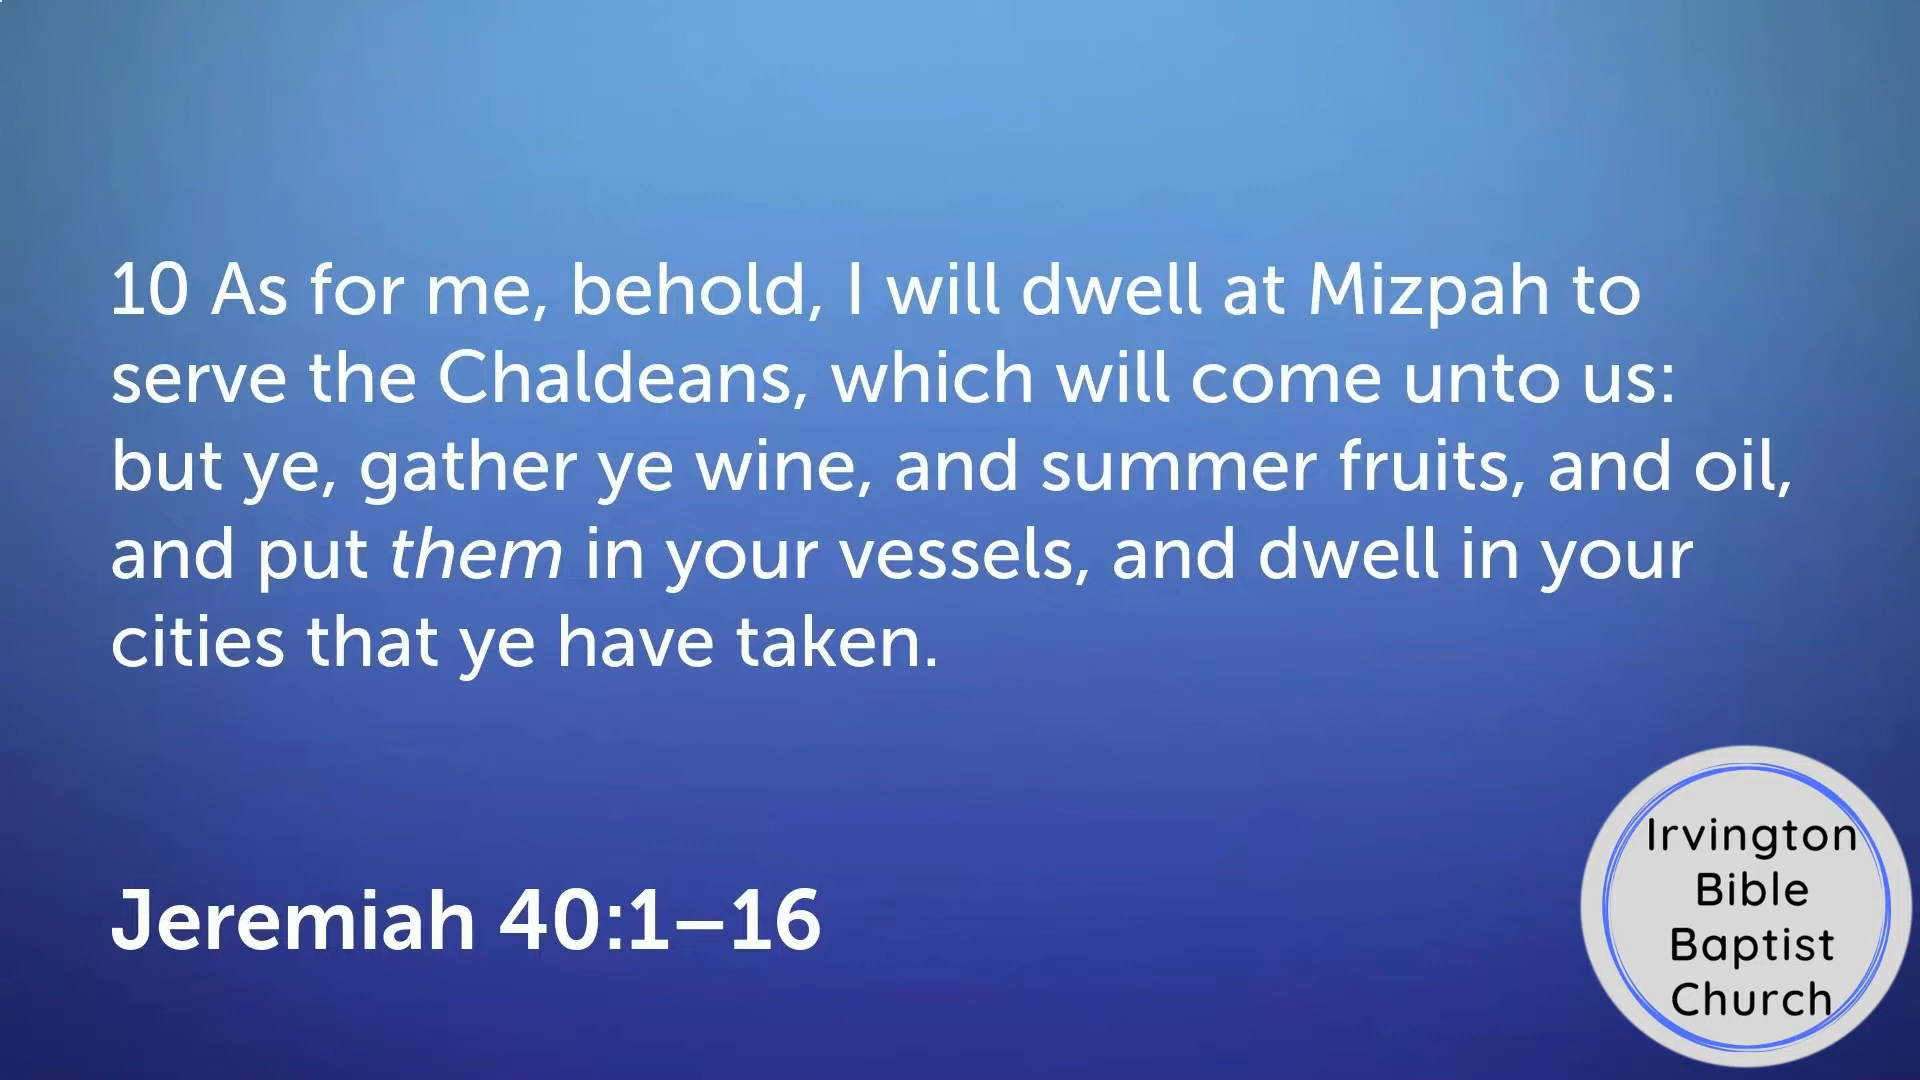 10 As for me, behold, I will dwell at Mizpah to
serve the Chaldeans, which will come unto us:
but ye, gather ye wine, and summer fruits, and oil,
and put them in your vessels, and dwell in your
cities that ye have taken.
Jeremiah 40:1–16
Irvington
Bible
Baptist
Church